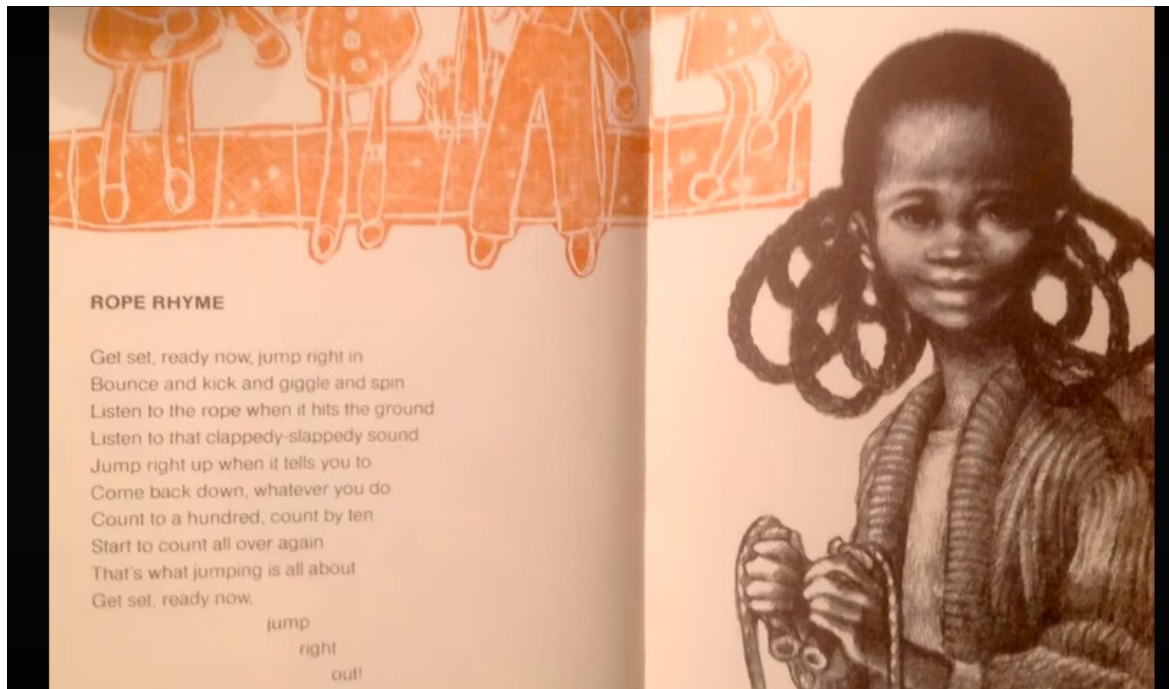 ROPE RHYME
Get set, ready now, jump right in
Bounce and kick and giggle and spin
Listen to the rope when it hits the ground
Listen to that clappedy-slappedy sound
Jump right up when it tells you to
Come back down, whatever you do
Count to a hundred, count by ten
Start to count all over again
That's what jumping is all about
Get set, ready now,
jump
right
out!